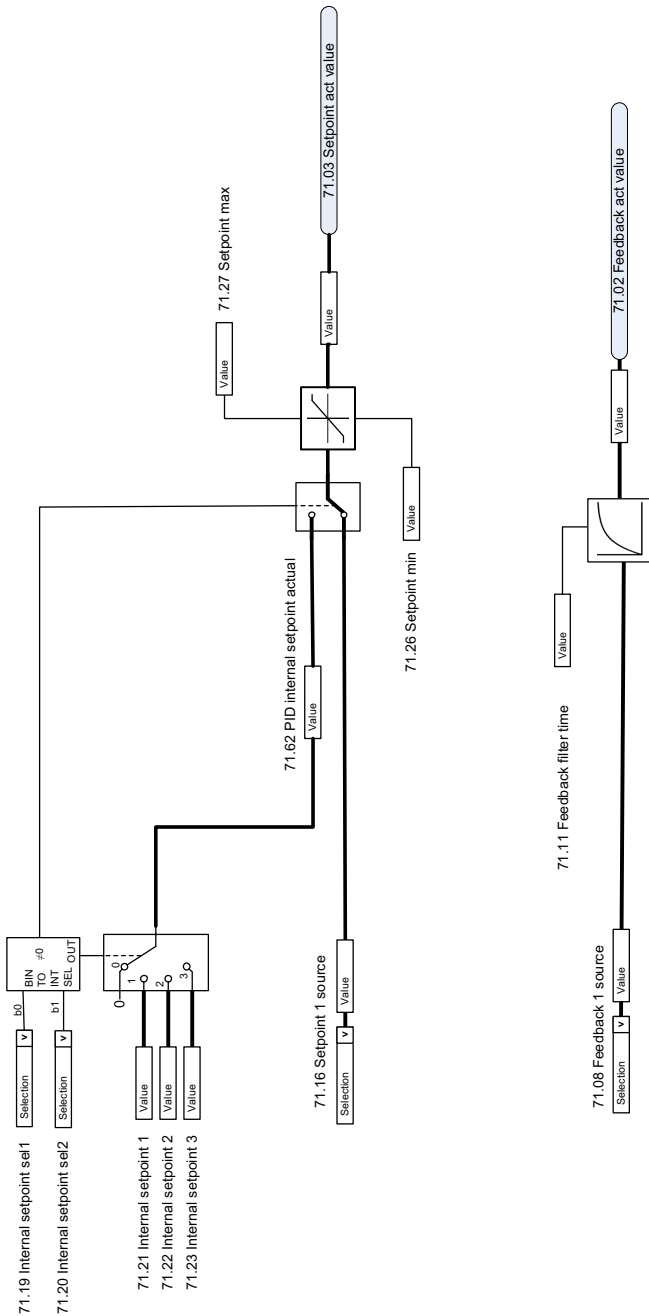 71.19 Internal setpoint sel1
Selection
v
b0
71.20 Internal setpoint sel2
Selection
v
b1
BIN
TO
INT
SEL
≠0
OUT
71.21 Internal setpoint 1
Value
71.22 Internal setpoint 2
Value
71.23 Internal setpoint 3
Value
0
0
1
2
3
71.16 Setpoint 1 source
Selection
v
Value
71.62 PID internal setpoint actual
Value
71.27 Setpoint max
Value
71.26 Setpoint min
Value
Value
71.03 Setpoint act value
71.08 Feedback 1 source
Selection
v
Value
71.11 Feedback filter time
Value
Value
71.02 Feedback act value